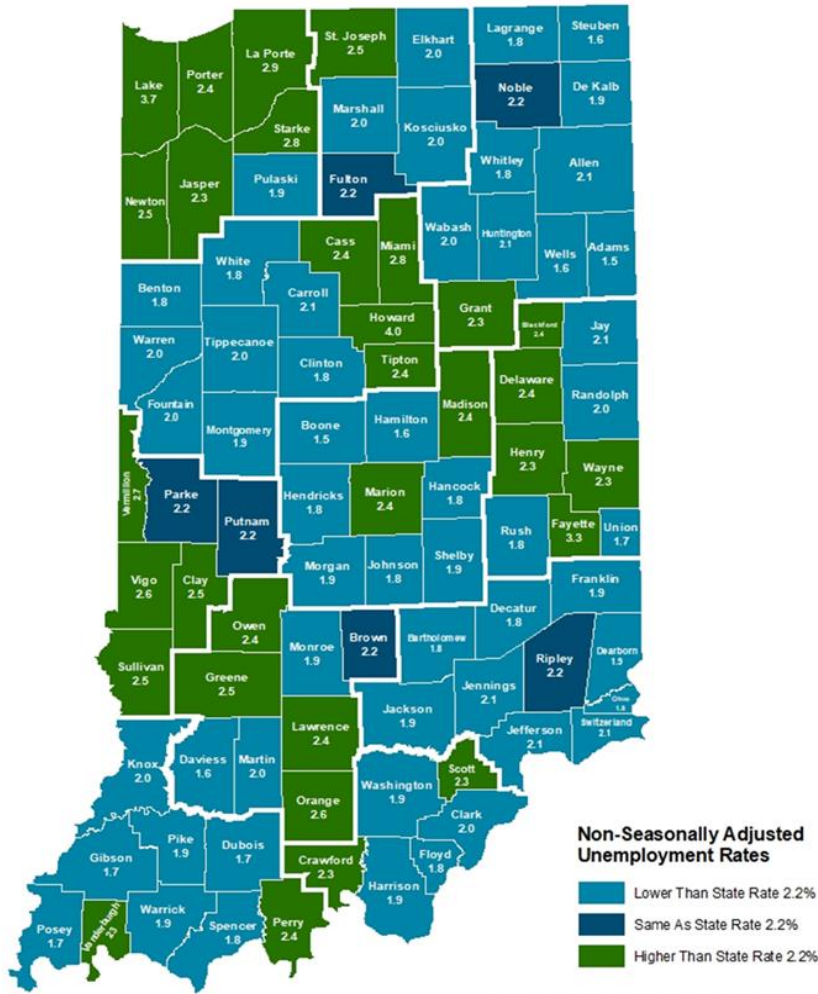 St. Joseph
2.5
Elkhart
2.0
Lagrange
1.8
Steuben
1.6
La Porte
2.9
Porter
2.4
Lake
3.7
Noble
2.2
De Kalb
1.9
Marshall
2.0
Kosciusko
2.0
Starke
2.8
Whitley
1.8
Allen
2.1
Newton
2.5
Jasper
2.3
Pulaski
1.9
Fulton
2.2
Wabash
2.0
Huntington
2.1
Wells
1.6
Adams
1.5
White
1.8
Cass
2.4
Miami
2.8
Benton
1.8
Carroll
2.1
Howard
4.0
Grant
2.3
Blackford
2.4
Jay
2.1
Warren
2.0
Tippecanoe
2.0
Clinton
1.8
Tipton
2.4
Madison
2.4
Delaware
2.4
Randolph
2.0
Fountain
2.0
Montgomery
1.9
Boone
1.5
Hamilton
1.6
Henry
2.3
Wayne
2.3
Vermillion
2.7
Parke
2.2
Putnam
2.2
Hendricks
1.8
Marion
2.4
Hancock
1.8
Rush
1.8
Fayette
3.3
Union
1.7
Vigo
2.6
Clay
2.5
Morgan
1.9
Johnson
1.8
Shelby
1.9
Franklin
1.9
Owen
2.4
Monroe
1.9
Brown
2.2
Bartholomew
1.8
Decatur
1.8
Ripley
2.2
Dearborn
1.9
Sullivan
2.5
Greene
2.5
Jackson
1.9
Jennings
2.1
Ohio
1.8
Switzerland
2.1
Jefferson
2.1
Lawrence
2.4
Knox
2.0
Daviess
1.6
Martin
2.0
Orange
2.6
Washington
1.9
Scott
2.3
Clark
2.0
Floyd
1.8
Harrison
1.9
Crawford
2.3
Gibson
1.7
Pike
1.9
Dubois
1.7
Posey
1.7
Vanderburgh
2.3
Warrick
1.9
Spencer
1.8
Perry
2.4
Non-Seasonally Adjusted
Unemployment Rates
Lower Than State Rate 2.2%
Same As State Rate 2.2%
Higher Than State Rate 2.2%